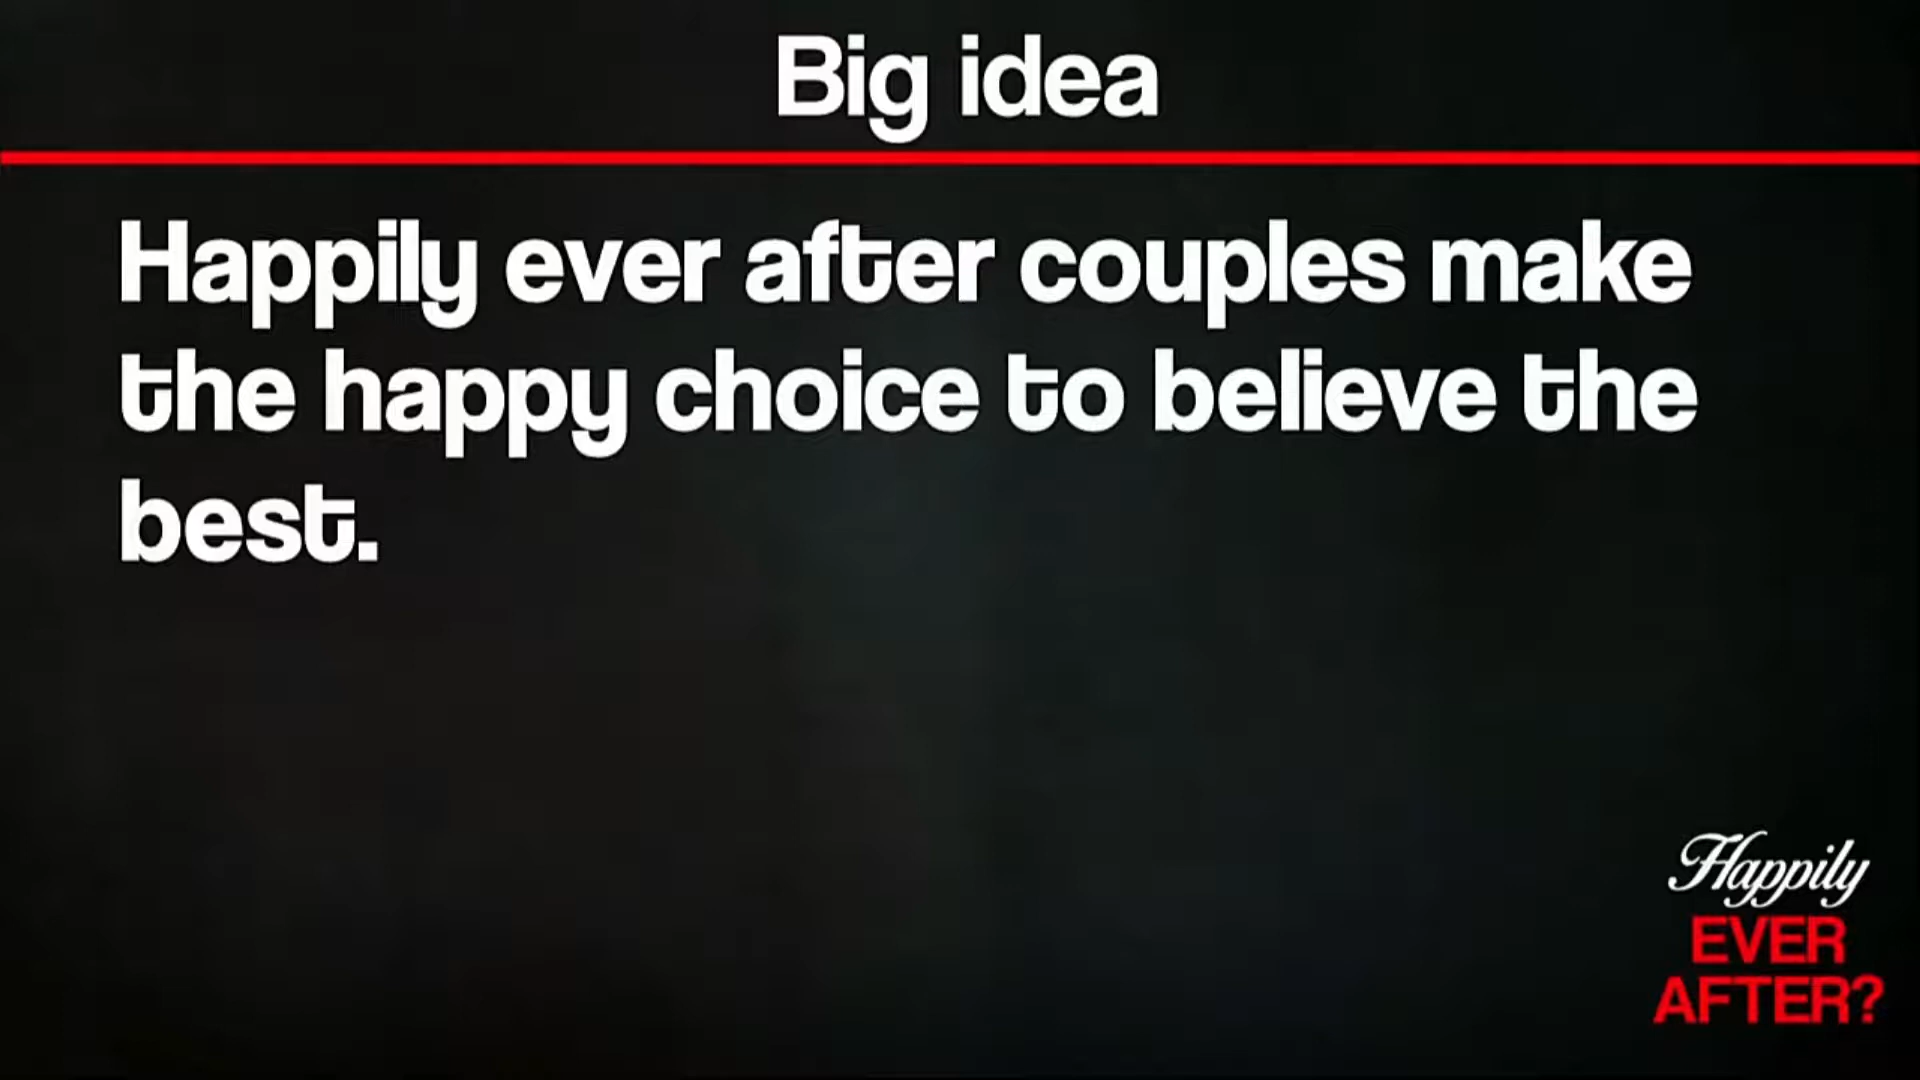 Big idea
Happily ever after couples make
the happy choice to believe the
best.
Happily
EVER
AFTER?